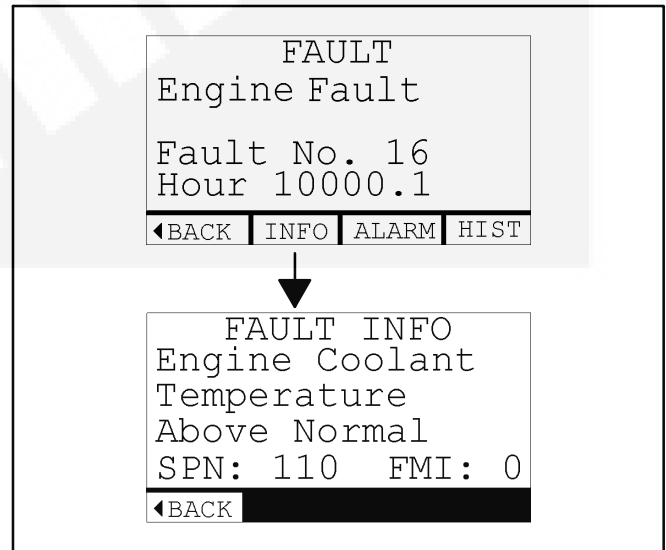 FAULT
Engine Fault
Fault No. 16
Hour 10000.1
◀BACK INFO ALARM HIST
FAULT INFO
Engine Coolant
Temperature
Above Normal
SPN: 110 FMI: 0
◀BACK